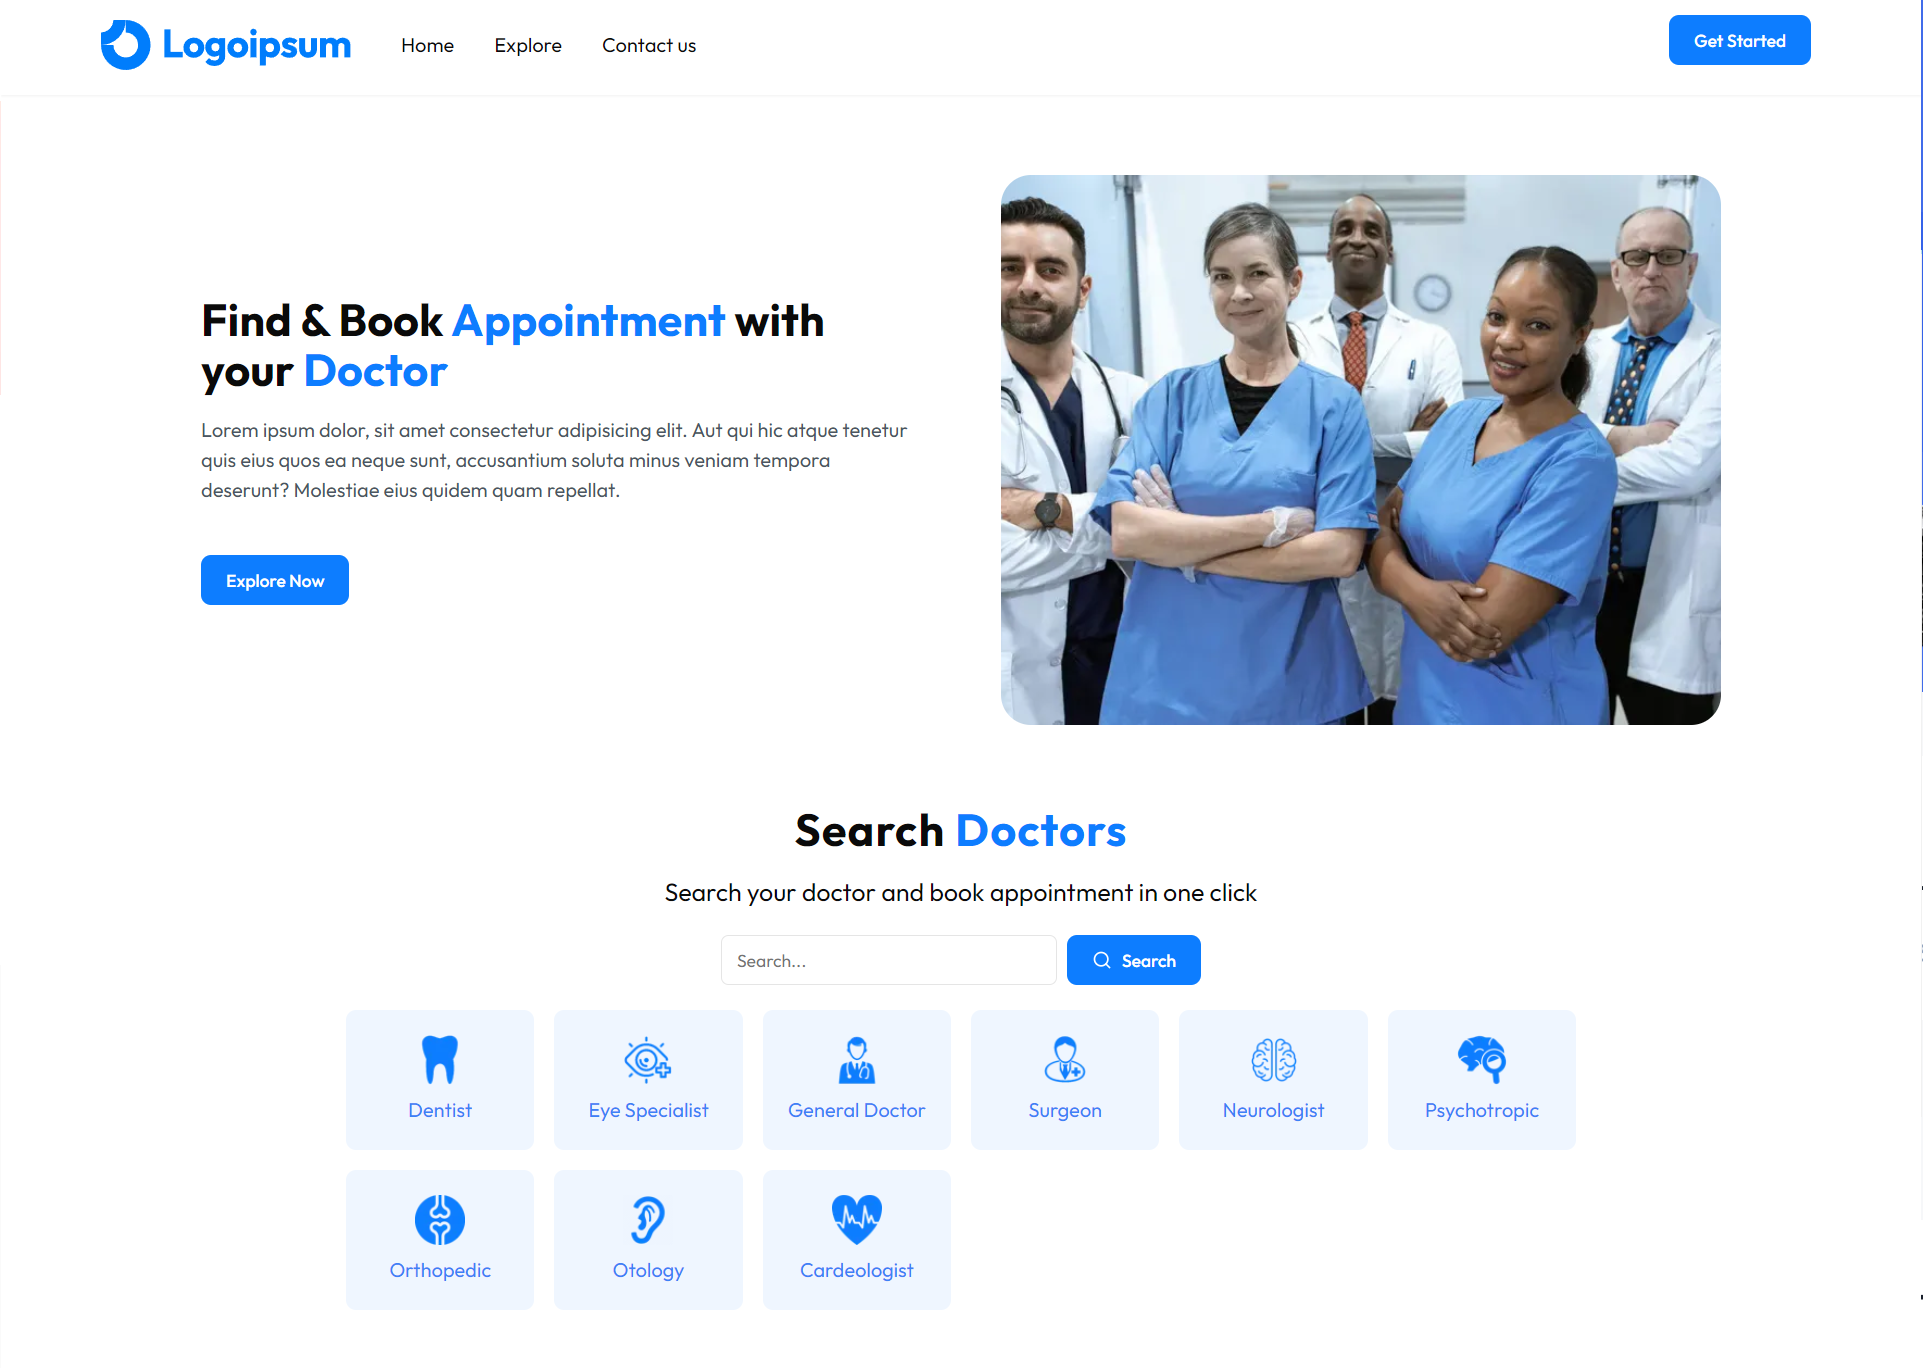 Logoipsum
Home
Explore
Contact us
Get Started
Find & Book Appointment with
your Doctor
Lorem ipsum dolor, sit amet consectetur adipisicing elit. Aut qui hic atque tenetur
quis eius quos ea neque sunt, accusantium soluta minus veniam tempora
deserunt? Molestiae eius quidem quam repellat.
Explore Now
Search Doctors
Search your doctor and book appointment in one click
Search...
Search
Dentist
Eye Specialist
General Doctor
Surgeon
Neurologist
Psychotropic
Orthopedic
Otology
Cardeologist